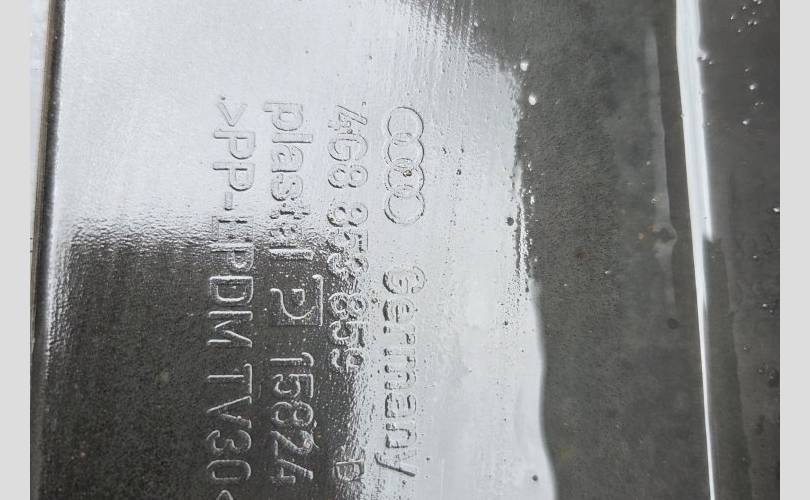 Germany
4G8 853 859 D
plastal P 15824
>PP-EPDM TV30<